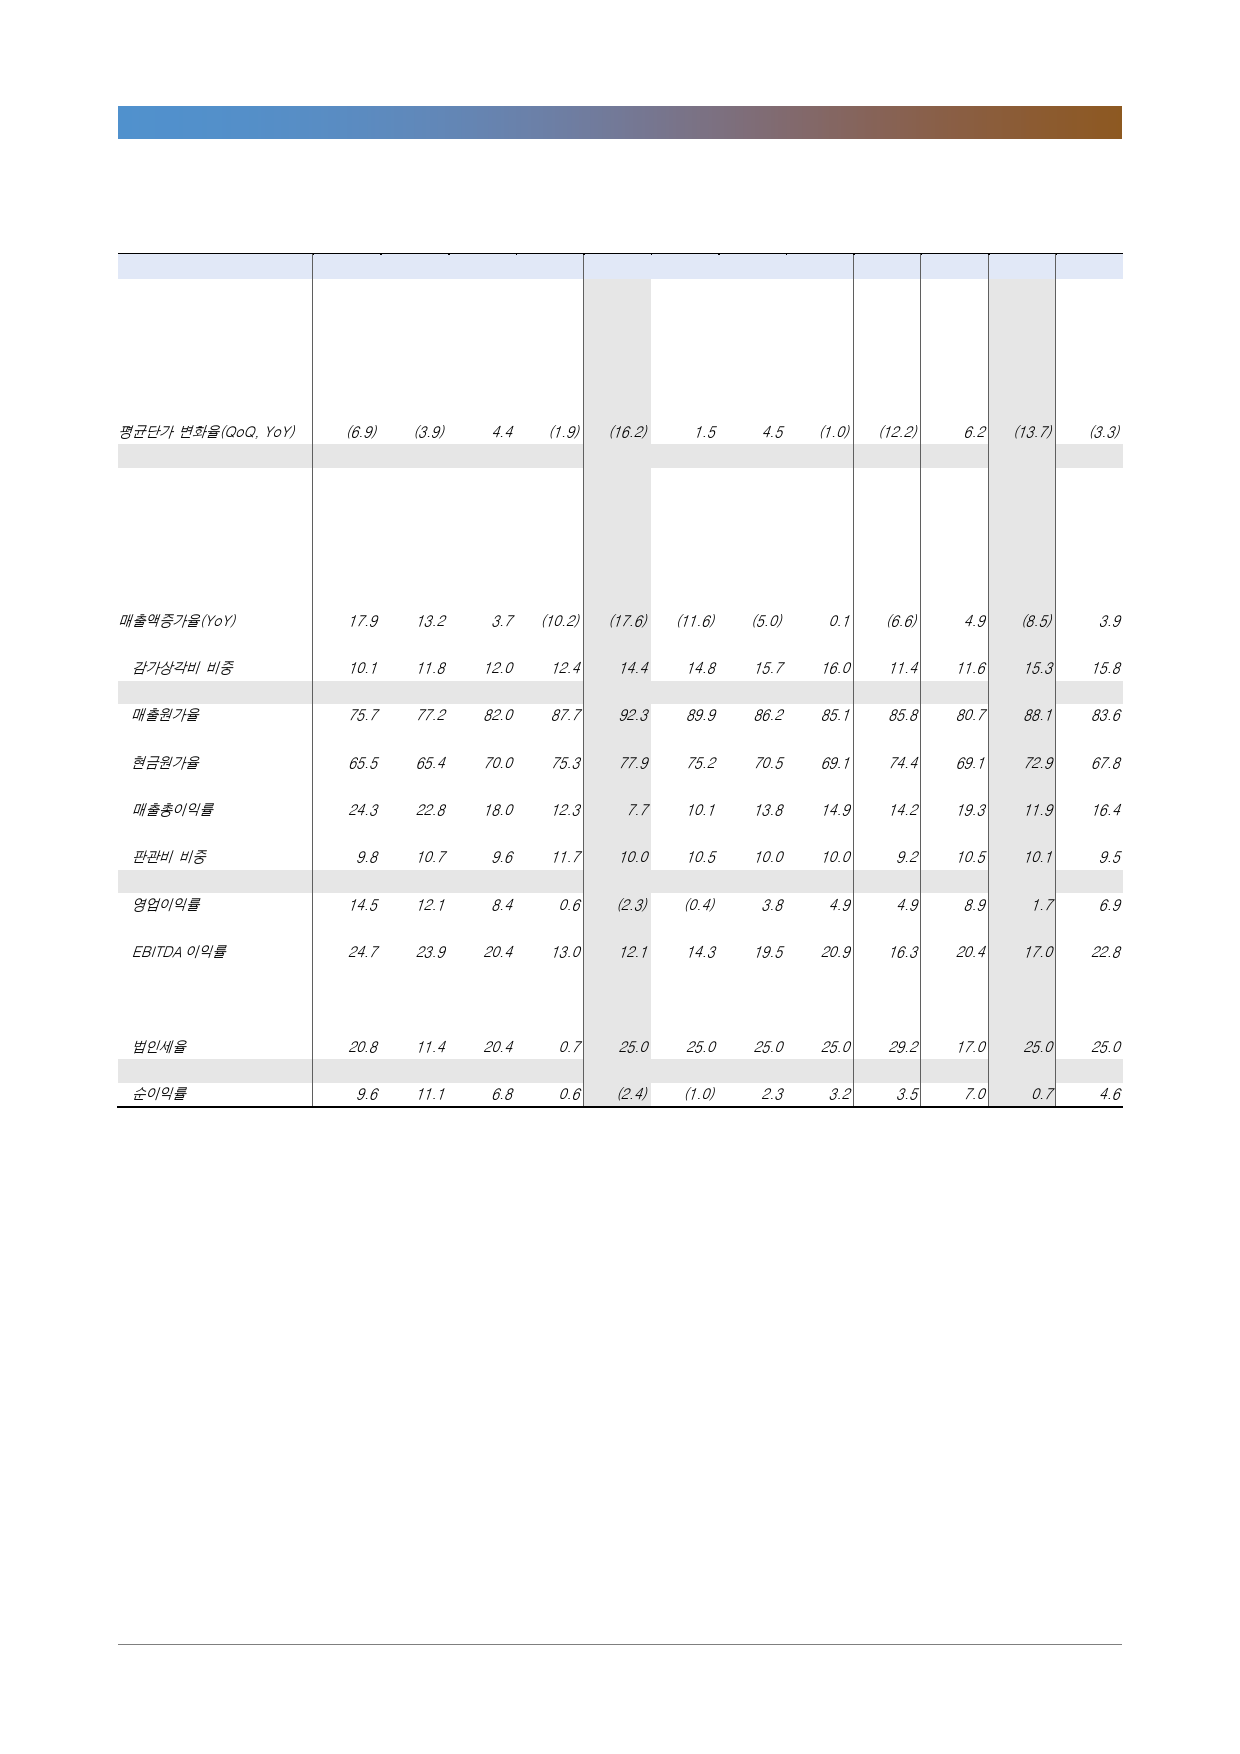 평균단가 변화율(QoQ, YoY) (6.9) (3.9) 4.4 (1.9) (16.2) 1.5 4.5 (1.0) (12.2) 6.2 (13.7) (3.3)
매출액증가율(YoY) 17.9 13.2 3.7 (10.2) (17.6) (11.6) (5.0) 0.1 (6.6) 4.9 (8.5) 3.9
감가상각비 비중 10.1 11.8 12.0 12.4 14.4 14.8 15.7 16.0 11.4 11.6 15.3 15.8
매출원가율 75.7 77.2 82.0 87.7 92.3 89.9 86.2 85.1 85.8 80.7 88.1 83.6
현금원가율 65.5 65.4 70.0 75.3 77.9 75.2 70.5 69.1 74.4 69.1 72.9 67.8
매출총이익률 24.3 22.8 18.0 12.3 7.7 10.1 13.8 14.9 14.2 19.3 11.9 16.4
판관비 비중 9.8 10.7 9.6 11.7 10.0 10.5 10.0 10.0 9.2 10.5 10.1 9.5
영업이익률 14.5 12.1 8.4 0.6 (2.3) (0.4) 3.8 4.9 4.9 8.9 1.7 6.9
EBITDA 이익률 24.7 23.9 20.4 13.0 12.1 14.3 19.5 20.9 16.3 20.4 17.0 22.8
법인세율 20.8 11.4 20.4 0.7 25.0 25.0 25.0 25.0 29.2 17.0 25.0 25.0
순이익률 9.6 11.1 6.8 0.6 (2.4) (1.0) 2.3 3.2 3.5 7.0 0.7 4.6